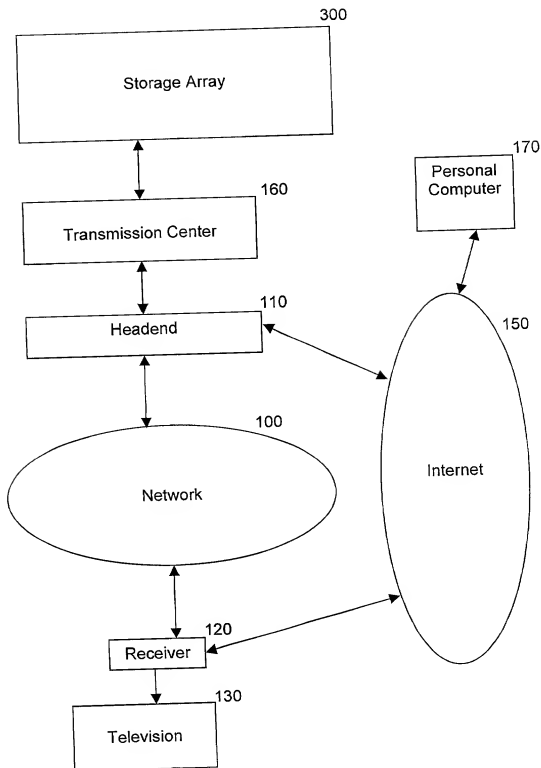 300
Storage Array
170
Personal
Computer
160
Transmission Center
110
Headend
150
100
Network
Internet
120
Receiver
130
Television